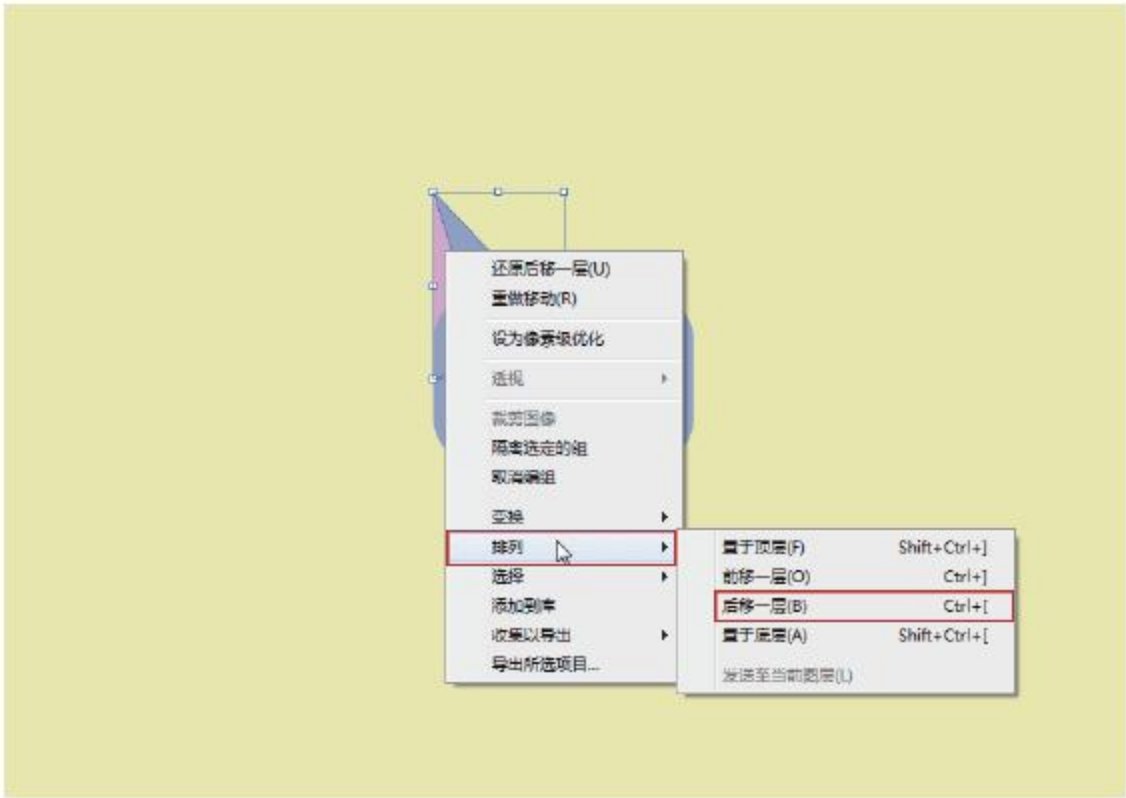 还原后移一层(U)
重做移动(R)
设为像素级优化
透视
裁剪图像
隔离选定的组
取消编组
变换
排列
选择
添加到库
收集以导出
导出所选项目...
置于顶层(F) Shift+Ctrl+]
前移一层(O) Ctrl+]
后移一层(B) Ctrl+[
置于底层(A) Shift+Ctrl+[
发送至当前图层(L)